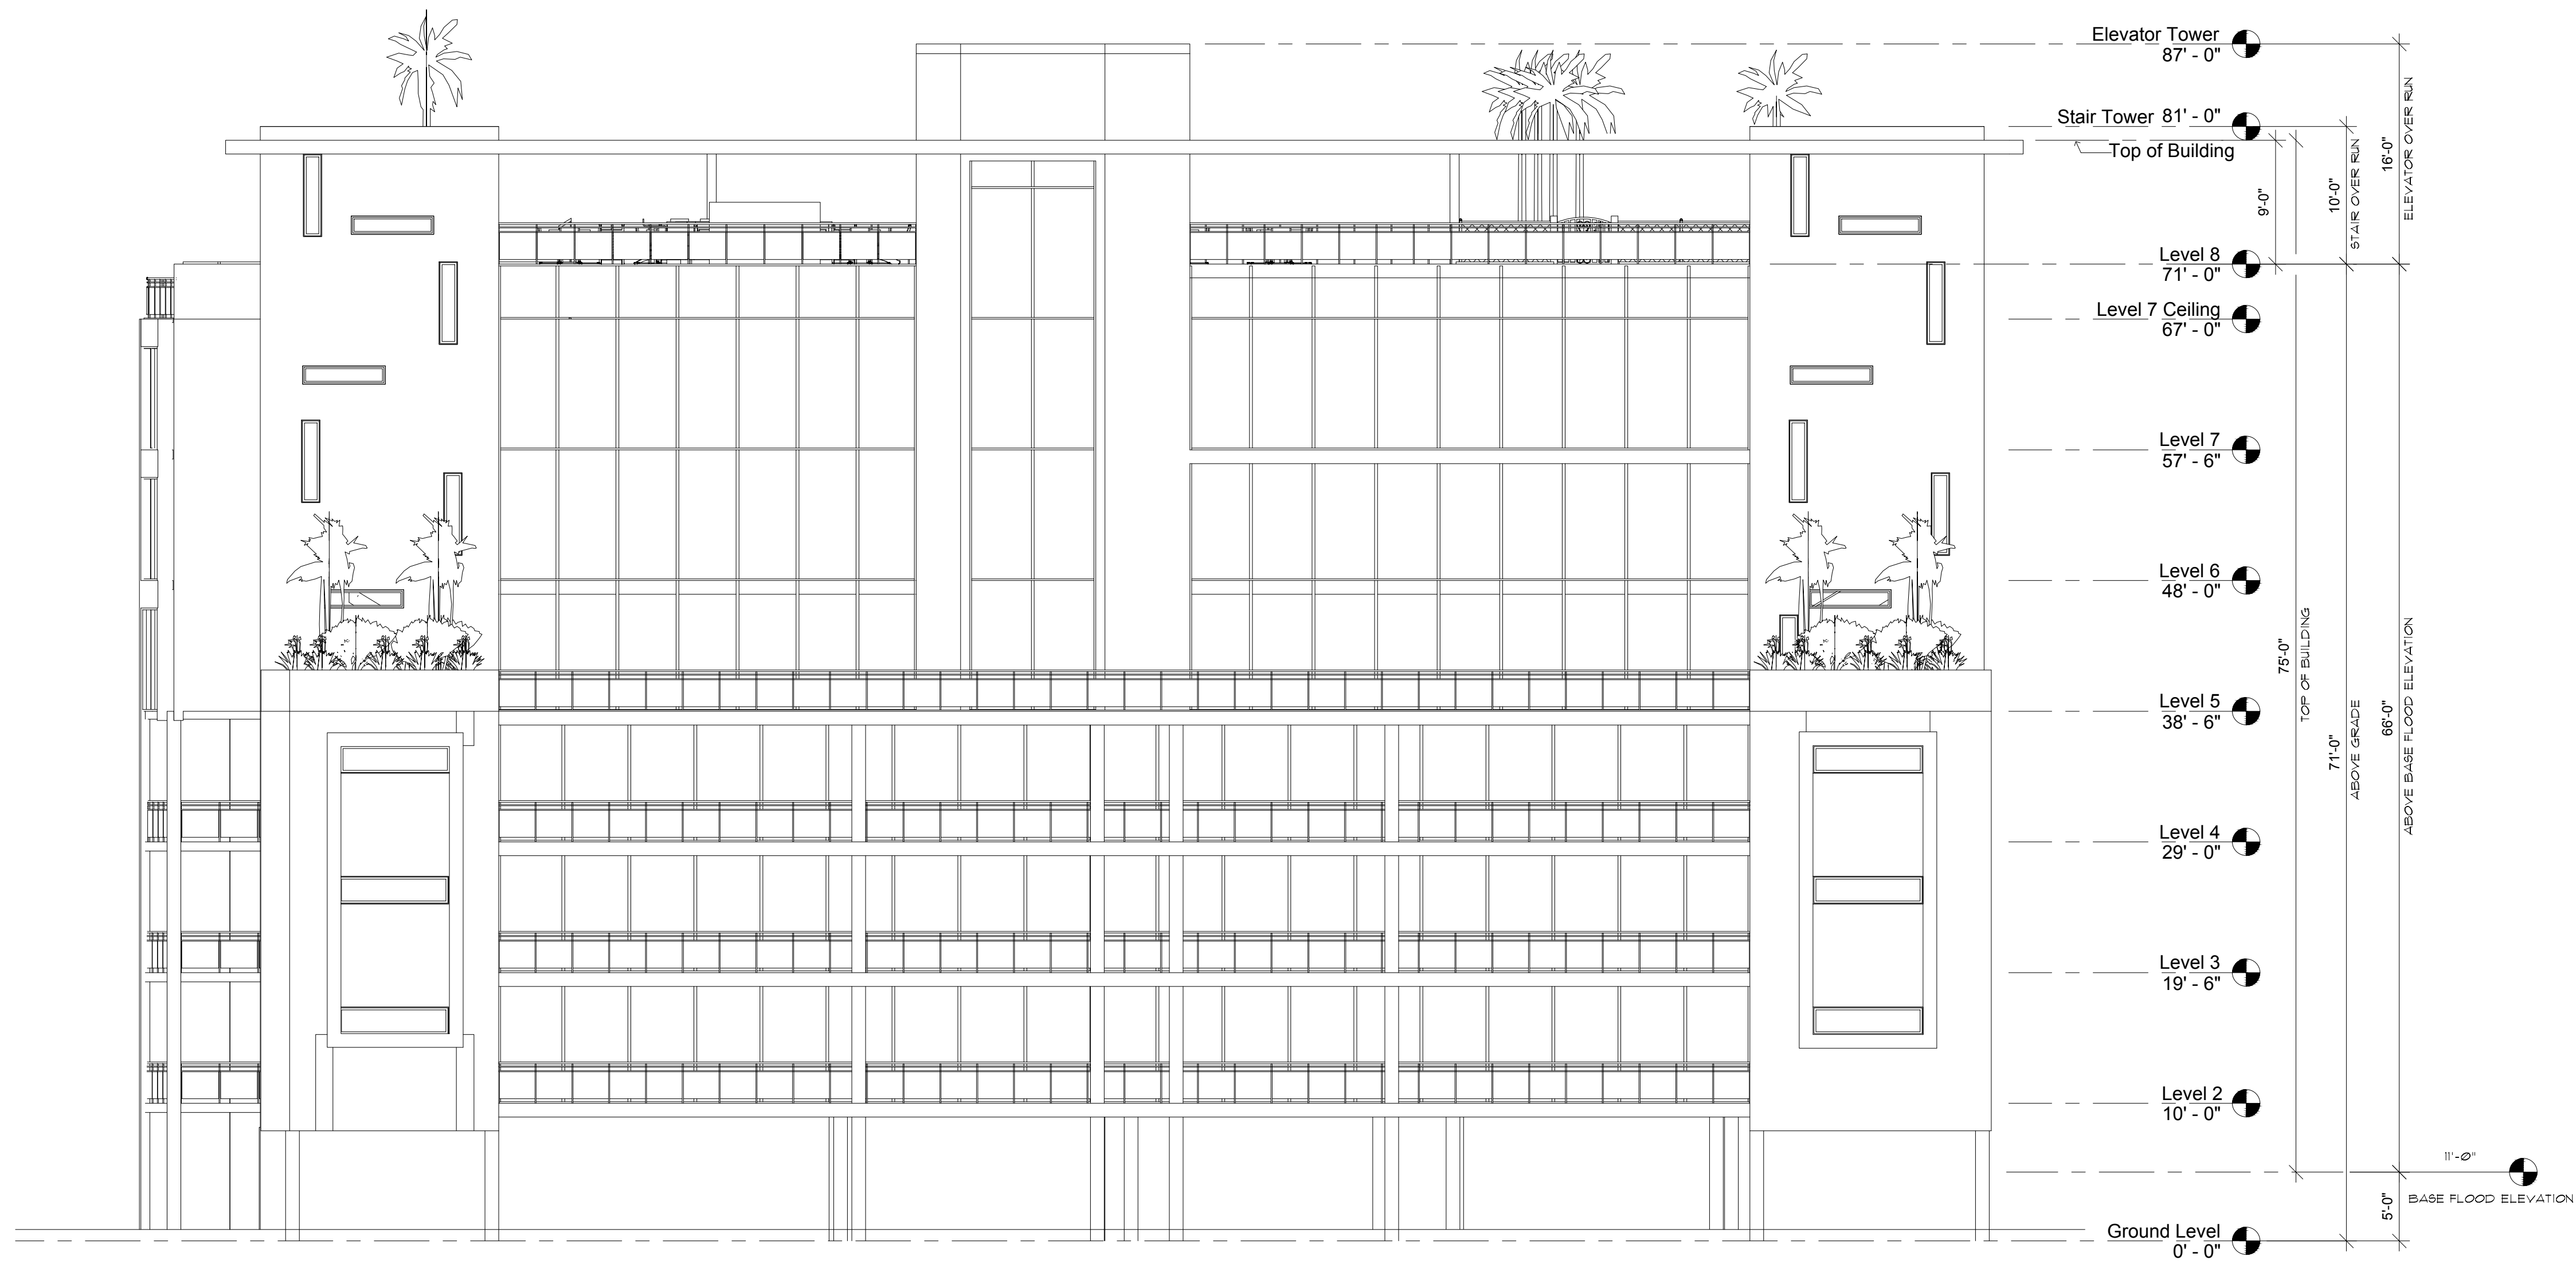 Elevator Tower
87' - 0"
Stair Tower 81' - 0"
Top of Building
Level 8
71' - 0"
Level 7 Ceiling
67' - 0"
Level 7
57' - 6"
Level 6
48' - 0"
Level 5
38' - 6"
Level 4
29' - 0"
Level 3
19' - 6"
Level 2
10' - 0"
Ground Level
0' - 0"
9'-0"
75'-0"
TOP OF BUILDING
10'-0"
STAIR OVER RUN
71'-0"
ABOVE GRADE
16'-0"
ELEVATOR OVER RUN
66'-0"
ABOVE BASE FLOOD ELEVATION
5'-0"
11'-0"
BASE FLOOD ELEVATION